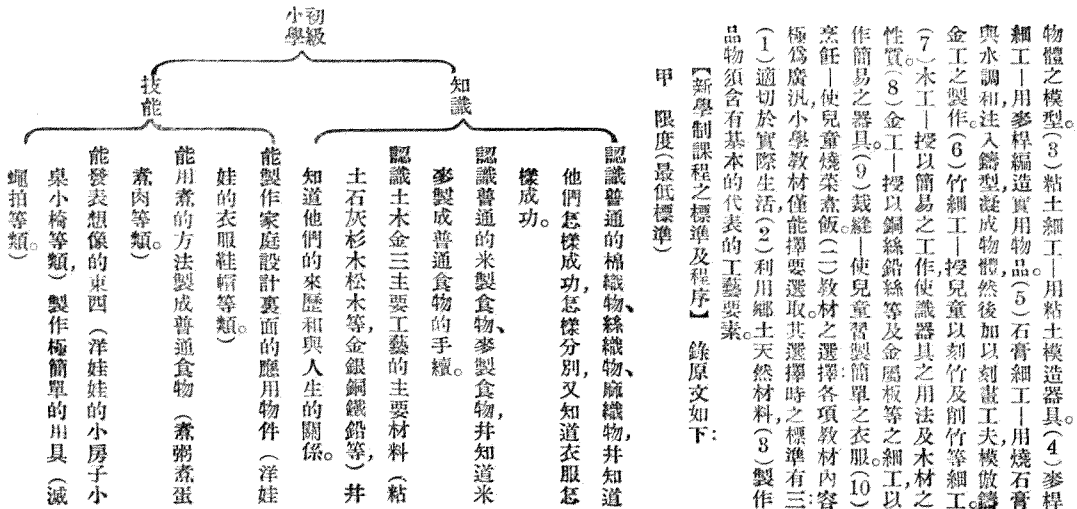 物體之模型。(3)粘土細工—用粘土模造器具。(4)麥桿
細工—用麥桿編造實用物品。(5)石膏細工—用燒石膏
與水調和,注入鑄型,凝成物體,然後加以刻畫工夫,模倣鑄
金工之製作。(6)竹細工—授兒童以刻竹及削竹等細工。
(7)木工—授以簡易之工作,使識器具之用法及木材之
性質。(8)金工—授以銅絲鉛絲等及金屬板等之細工,以
作簡易之器具。(9)裁縫—使兒童習製簡單之衣服。(10)
烹飪—使兒童燒菜煮飯。(二)教材之選擇:各項教材內容
極爲廣汎,小學教材僅能擇要選取。其選擇時之標準有三:
(1)適切於實際生活,(2)利用鄉土天然材料,(3)製作
品物須含有基本的代表的工藝要素。
【新學制課程之標準及程序】 錄原文如下:
甲 限度(最低標準)
初級
小學
知識
認識普通的棉織物、絲織物、麻織物,幷知道
他們怎樣成功,怎樣分別,又知道衣服怎
樣成功。
認識普通的米製食物、麥製食物,幷知道米
麥製成普通食物的手續。
認識土木金三主要工藝的主要材料(粘
土石灰杉木松木等,金銀銅鐵鉛等,)幷
知道他們的來歷和與人生的關係。
技能
能製作家庭設計裏面的應用物件(洋娃
娃的衣服鞋帽等類。)
能用煮的方法製成普通食物(煮粥煮蛋
煮肉等類。)
能發表想像的東西(洋娃娃的小房子小
桌小椅等類,)製作極簡單的用具(滅
蠅拍等類。)